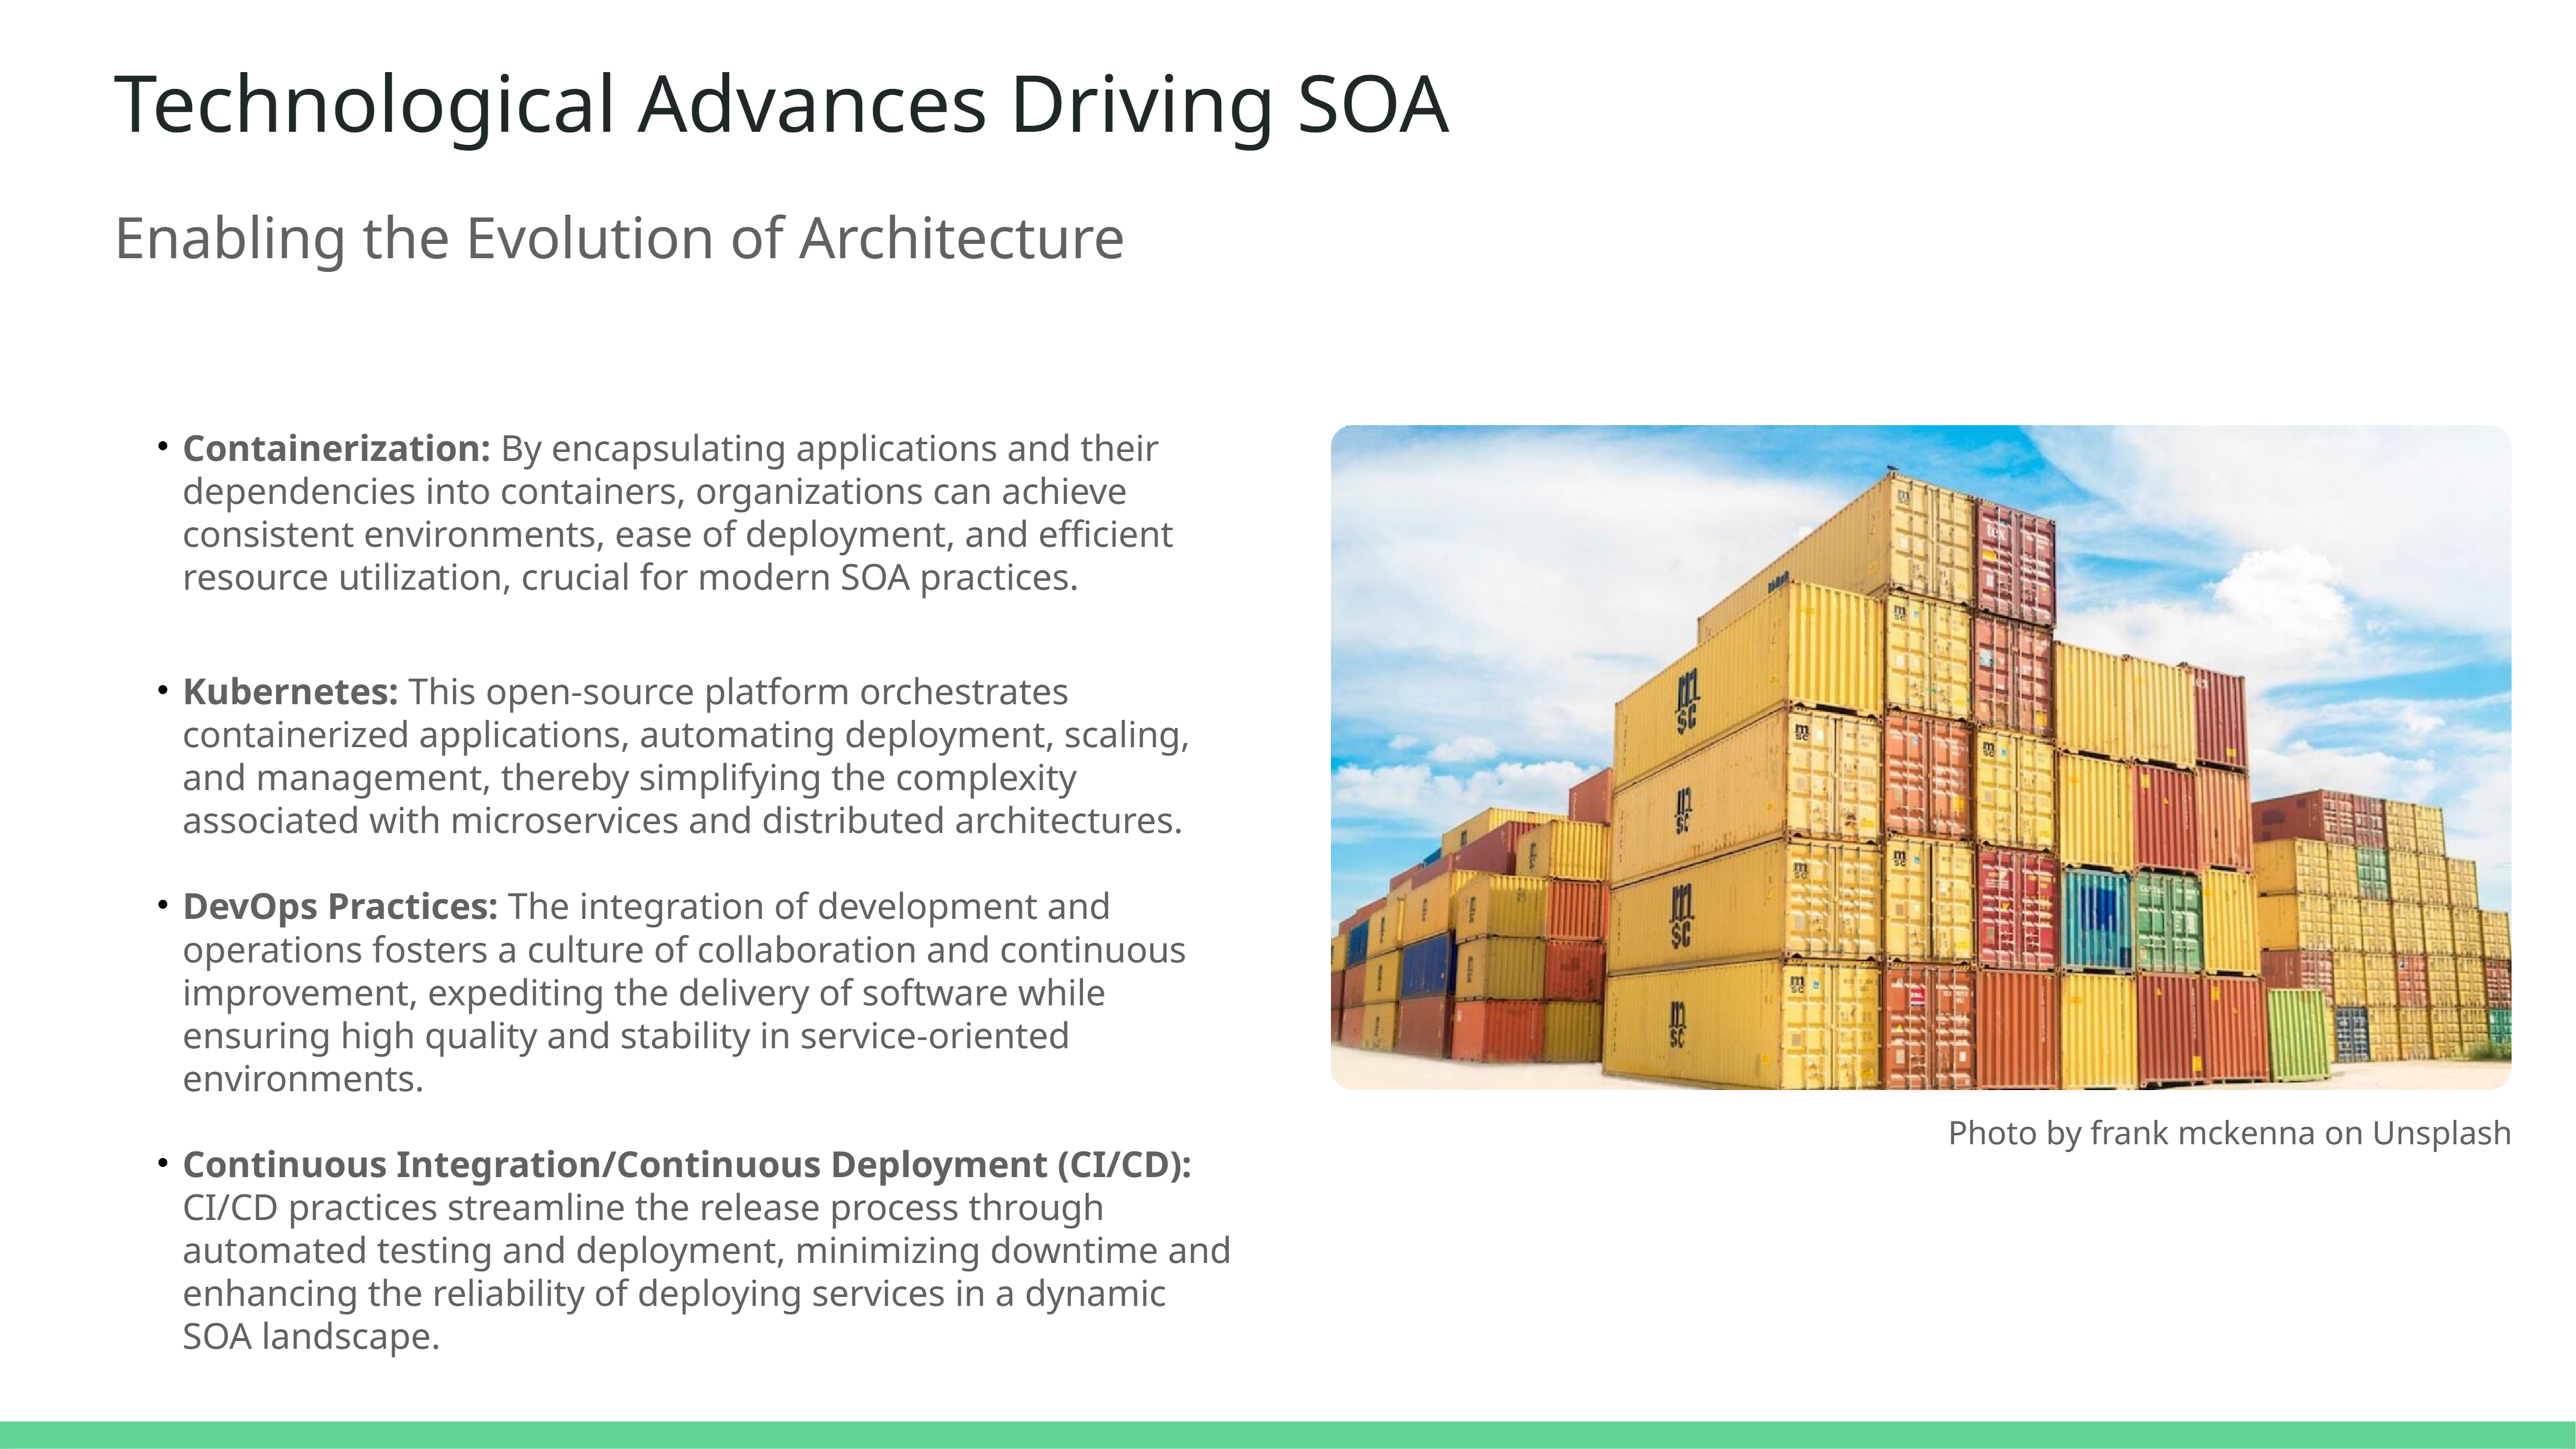 Technological Advances Driving SOA
Enabling the Evolution of Architecture
• Containerization: By encapsulating applications and their
dependencies into containers, organizations can achieve
consistent environments, ease of deployment, and efficient
resource utilization, crucial for modern SOA practices.
• Kubernetes: This open-source platform orchestrates
containerized applications, automating deployment, scaling,
and management, thereby simplifying the complexity
associated with microservices and distributed architectures.
• DevOps Practices: The integration of development and
operations fosters a culture of collaboration and continuous
improvement, expediting the delivery of software while
ensuring high quality and stability in service-oriented
environments.
• Continuous Integration/Continuous Deployment (CI/CD):
CI/CD practices streamline the release process through
automated testing and deployment, minimizing downtime and
enhancing the reliability of deploying services in a dynamic
SOA landscape.
msc
msc
msc
msc
Photo by frank mckenna on Unsplash